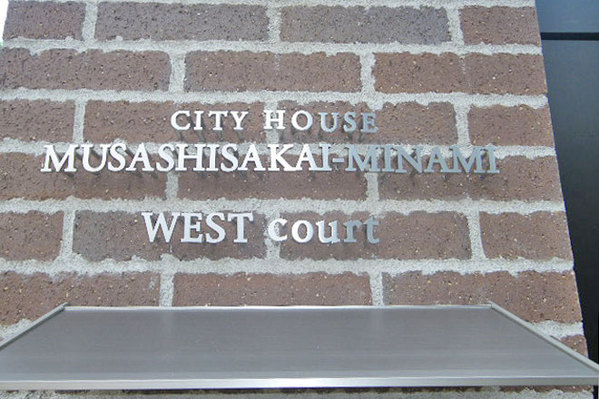 CITY HOUSE
MUSASHISAKAI-MINAMI
WEST court